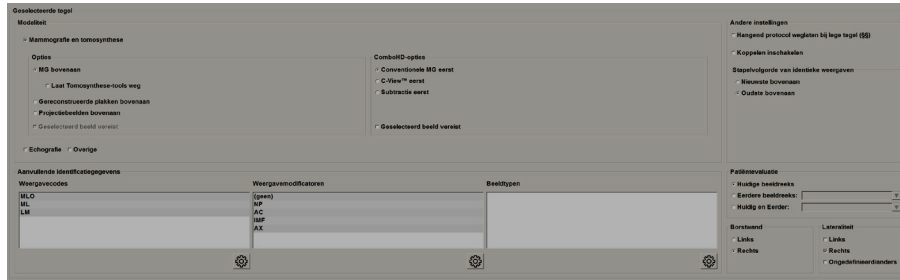 Geselecteerde tegel
Modaliteit
Mammografie en tomosynthese
Opties
MG bovenaan
Laat Tomosynthese-tools weg
Gereconstrueerde plakken bovenaan
Projectiebeelden bovenaan
Geselecteerd beeld vereist
ComboHD-opties
Conventionele MG eerst
C-View™ eerst
Subtractie eerst
Geselecteerd beeld vereist
Echografie Overige
Andere instellingen
Hangend protocol weglaten bij lege tegel (§§)
Koppelen inschakelen
Stapelvolgorde van identieke weergaven
Nieuwste bovenaan
Oudste bovenaan
Aanvullende identificatiegegevens
Weergavecodes
MLO
ML
LM
Weergavemodificatoren
(geen)
NP
AC
IMF
AX
Beeldtypen
Patiëntevaluatie
Huidige beeldreeks
Eerdere beeldreeks:
Huidig en Eerder:
Borstwand
Links
Rechts
Lateraliteit
Links
Rechts
Ongedefinieerd/anders